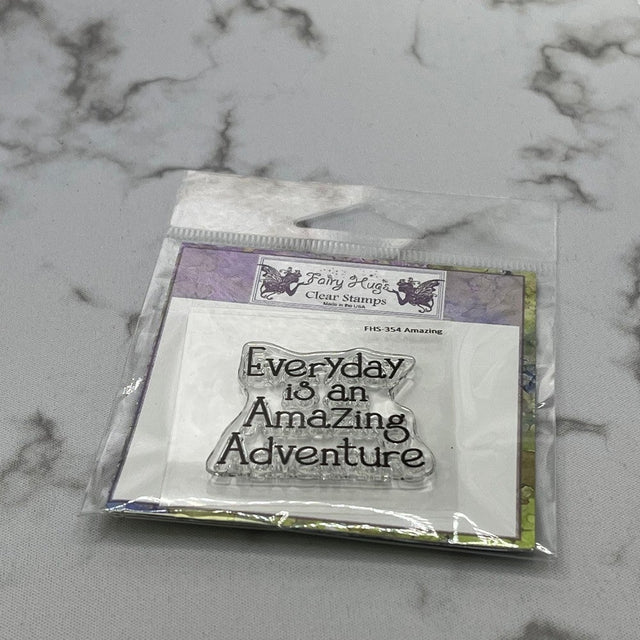 Fairy Hugs
Clear Stamps
Made in the USA
FHS-354 Amazing
Everyday
is an
Amazing
Adventure